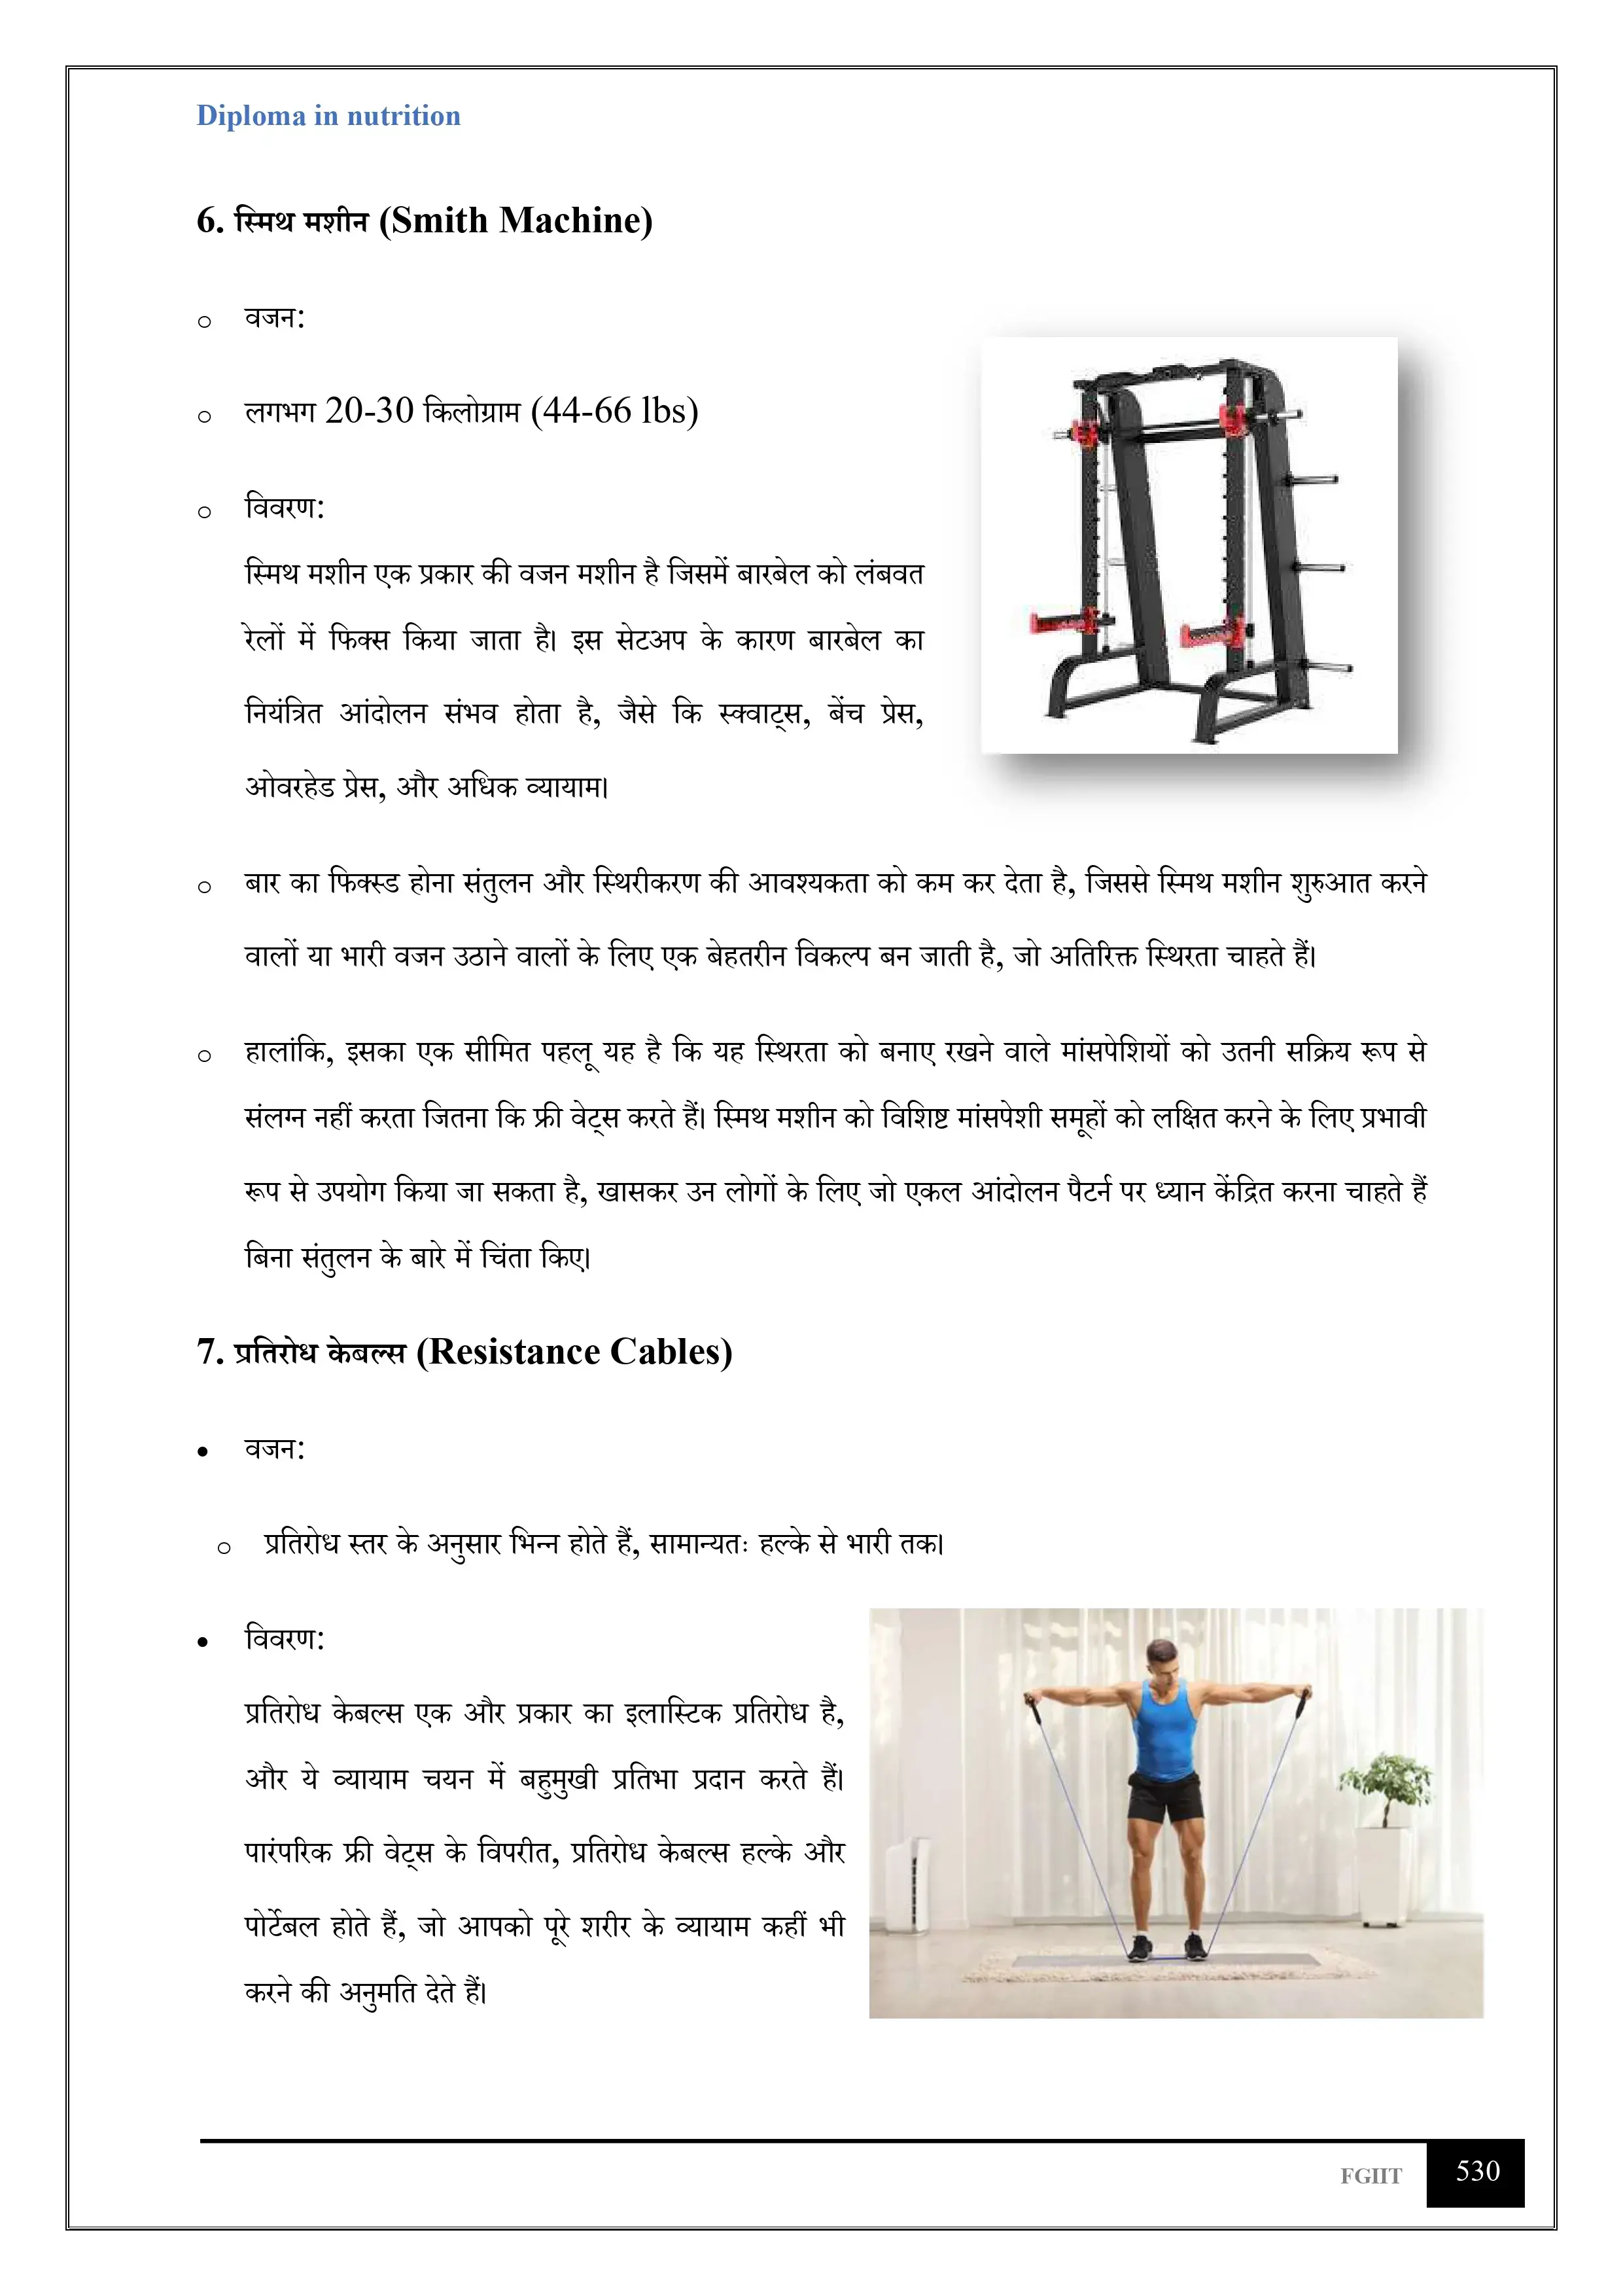 Diploma in nutrition
6. स्मिथ मशीन (Smith Machine)
o वजन:
o लगभग 20-30 किलोग्राम (44-66 lbs)
o विवरण:
स्मिथ मशीन एक प्रकार की वजन मशीन है जिसमें बारबेल को लंबवत
रेलों में फिक्स किया जाता है। इस सेटअप के कारण बारबेल का
नियंत्रित आंदोलन संभव होता है, जैसे कि स्क्वाट्स, बेंच प्रेस,
ओवरहेड प्रेस, और अधिक व्यायाम।
o बार का फिक्स्ड होना संतुलन और स्थिरीकरण की आवश्यकता को कम कर देता है, जिससे स्मिथ मशीन शुरुआत करने
वालों या भारी वजन उठाने वालों के लिए एक बेहतरीन विकल्प बन जाती है, जो अतिरिक्त स्थिरता चाहते हैं।
o हालांकि, इसका एक सीमित पहलू यह है कि यह स्थिरता को बनाए रखने वाले मांसपेशियों को उतनी सक्रिय रूप से
संलग्न नहीं करता जितना कि फ्री वेट्स करते हैं। स्मिथ मशीन को विशिष्ट मांसपेशी समूहों को लक्षित करने के लिए प्रभावी
रूप से उपयोग किया जा सकता है, खासकर उन लोगों के लिए जो एकल आंदोलन पैटर्न पर ध्यान केंद्रित करना चाहते हैं
बिना संतुलन के बारे में चिंता किए।
7. प्रतिरोध केबल्स (Resistance Cables)
• वजन:
o प्रतिरोध स्तर के अनुसार भिन्न होते हैं, सामान्यतः हल्के से भारी तक।
• विवरण:
प्रतिरोध केबल्स एक और प्रकार का इलास्टिक प्रतिरोध है,
और ये व्यायाम चयन में बहुमुखी प्रतिभा प्रदान करते हैं।
पारंपरिक फ्री वेट्स के विपरीत, प्रतिरोध केबल्स हल्के और
पोर्टेबल होते हैं, जो आपको पूरे शरीर के व्यायाम कहीं भी
करने की अनुमति देते हैं।
FGIIT 530